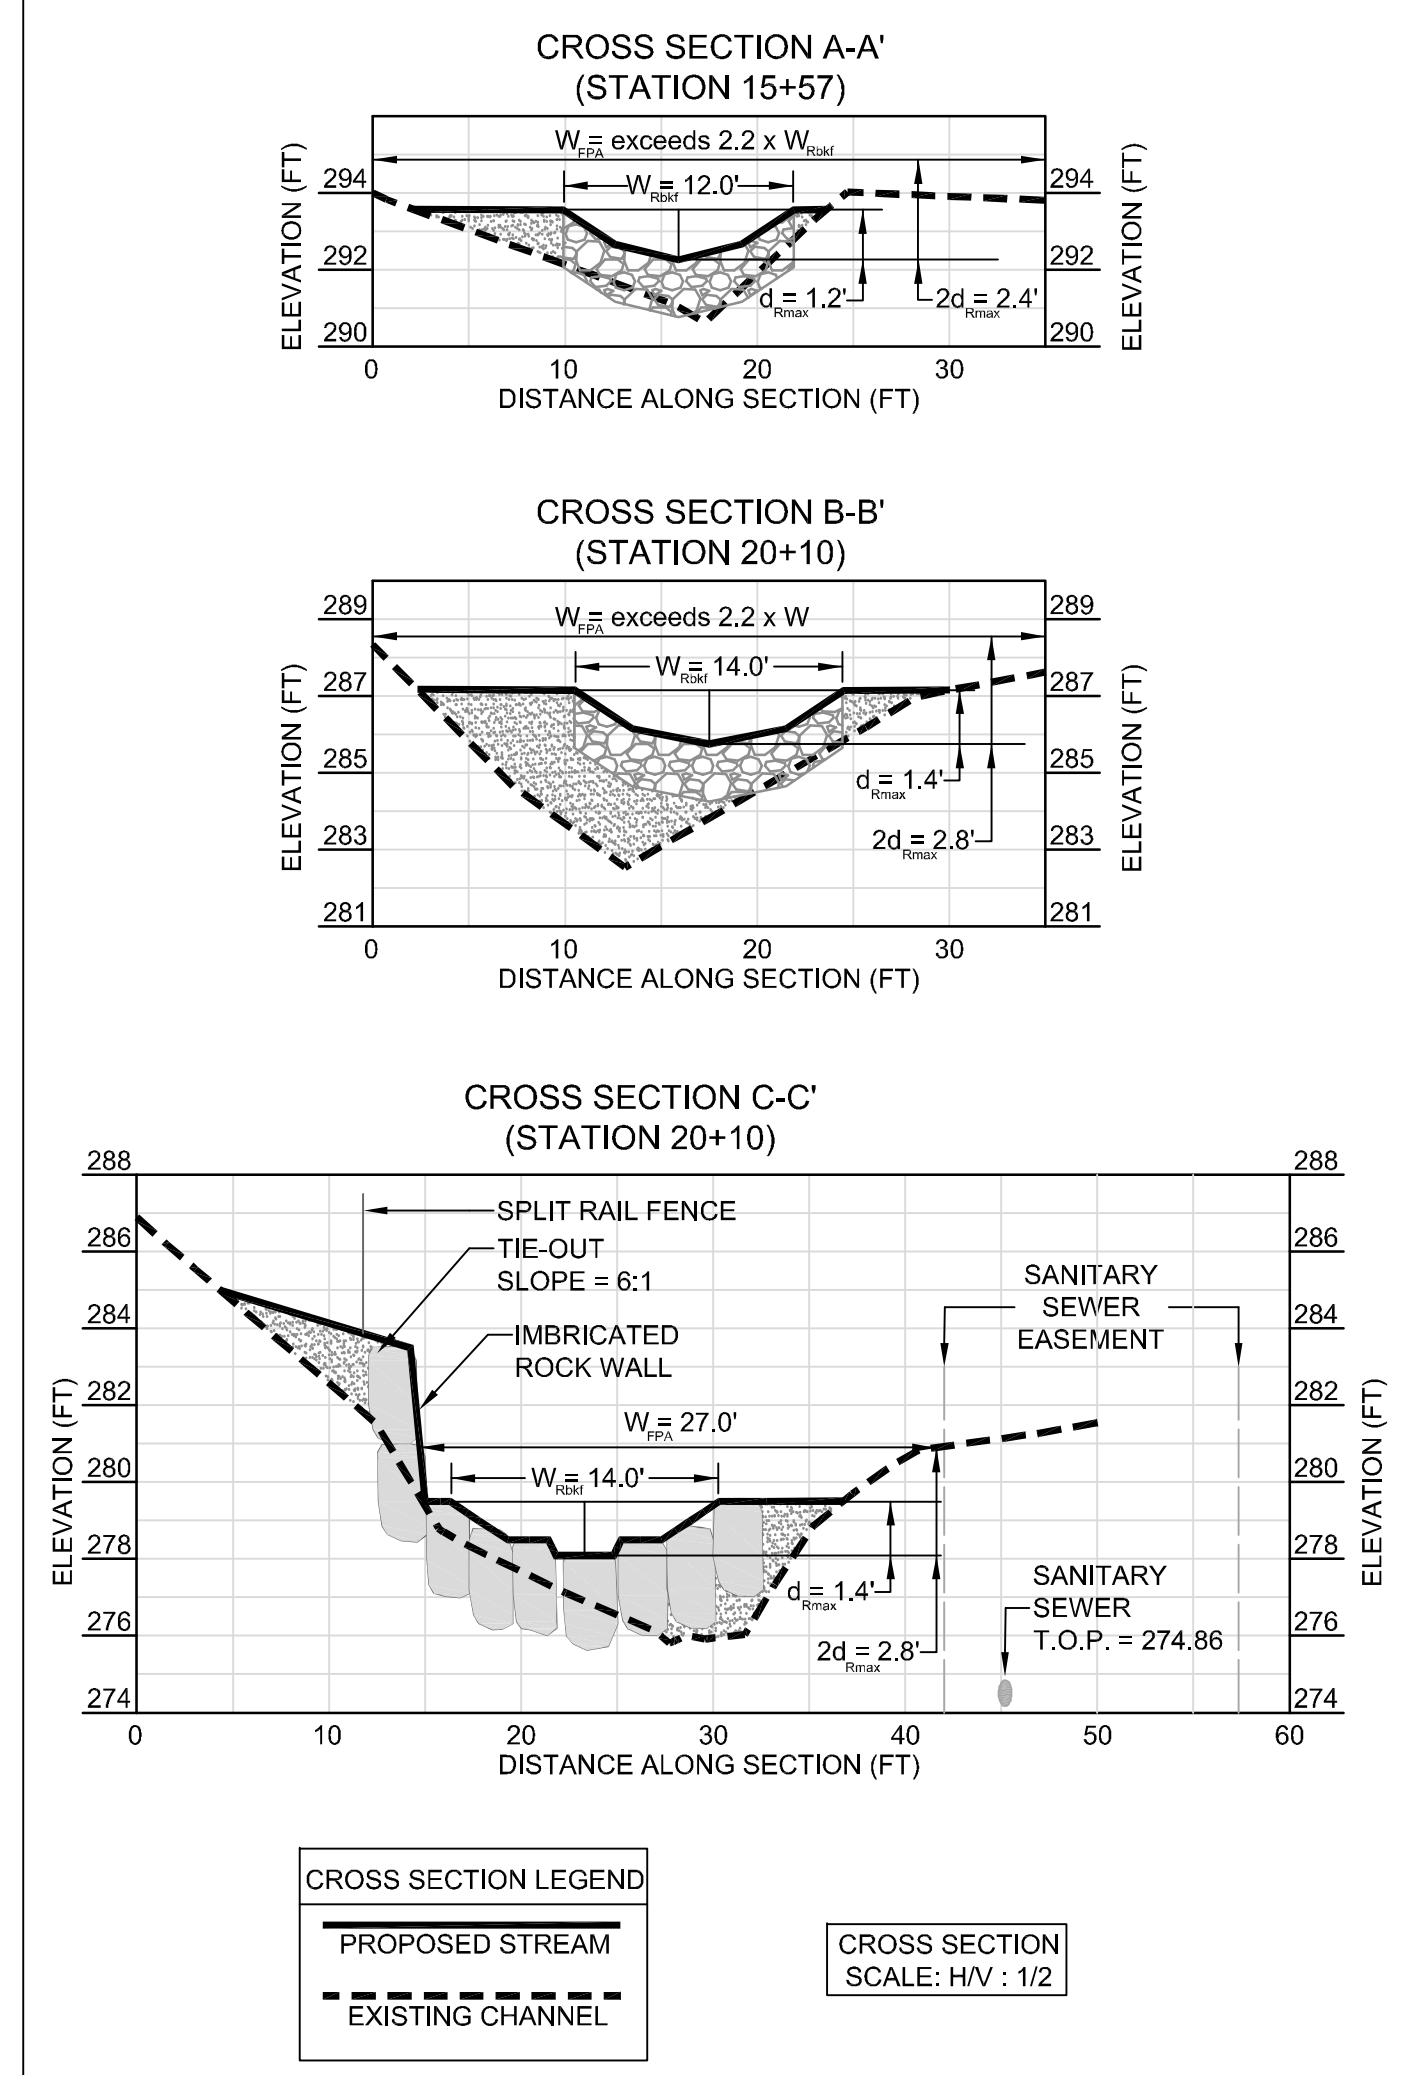 CROSS SECTION A-A'
(STATION 15+57)
W_FPA = exceeds 2.2 x W_Rbkf
W_Rbkf = 12.0'
ELEVATION (FT)
294
292
290
294
292
290
ELEVATION (FT)
d_Rmax = 1.2'
2d_Rmax = 2.4'
0 10 20 30
DISTANCE ALONG SECTION (FT)
CROSS SECTION B-B'
(STATION 20+10)
W_FPA = exceeds 2.2 x W
W_Rbkf = 14.0'
ELEVATION (FT)
289
287
285
283
281
289
287
285
283
281
ELEVATION (FT)
d_Rmax = 1.4'
2d_Rmax = 2.8'
0 10 20 30
DISTANCE ALONG SECTION (FT)
CROSS SECTION C-C'
(STATION 20+10)
ELEVATION (FT)
288
286
284
282
280
278
276
274
288
286
284
282
280
278
276
274
ELEVATION (FT)
SPLIT RAIL FENCE
TIE-OUT
SLOPE = 6:1
IMBRICATED
ROCK WALL
SANITARY
SEWER
EASEMENT
W_FPA = 27.0'
W_Rbkf = 14.0'
d_Rmax = 1.4'
2d_Rmax = 2.8'
SANITARY
SEWER
T.O.P. = 274.86
0 10 20 30 40 50 60
DISTANCE ALONG SECTION (FT)
CROSS SECTION LEGEND
PROPOSED STREAM
EXISTING CHANNEL
CROSS SECTION
SCALE: H/V : 1/2